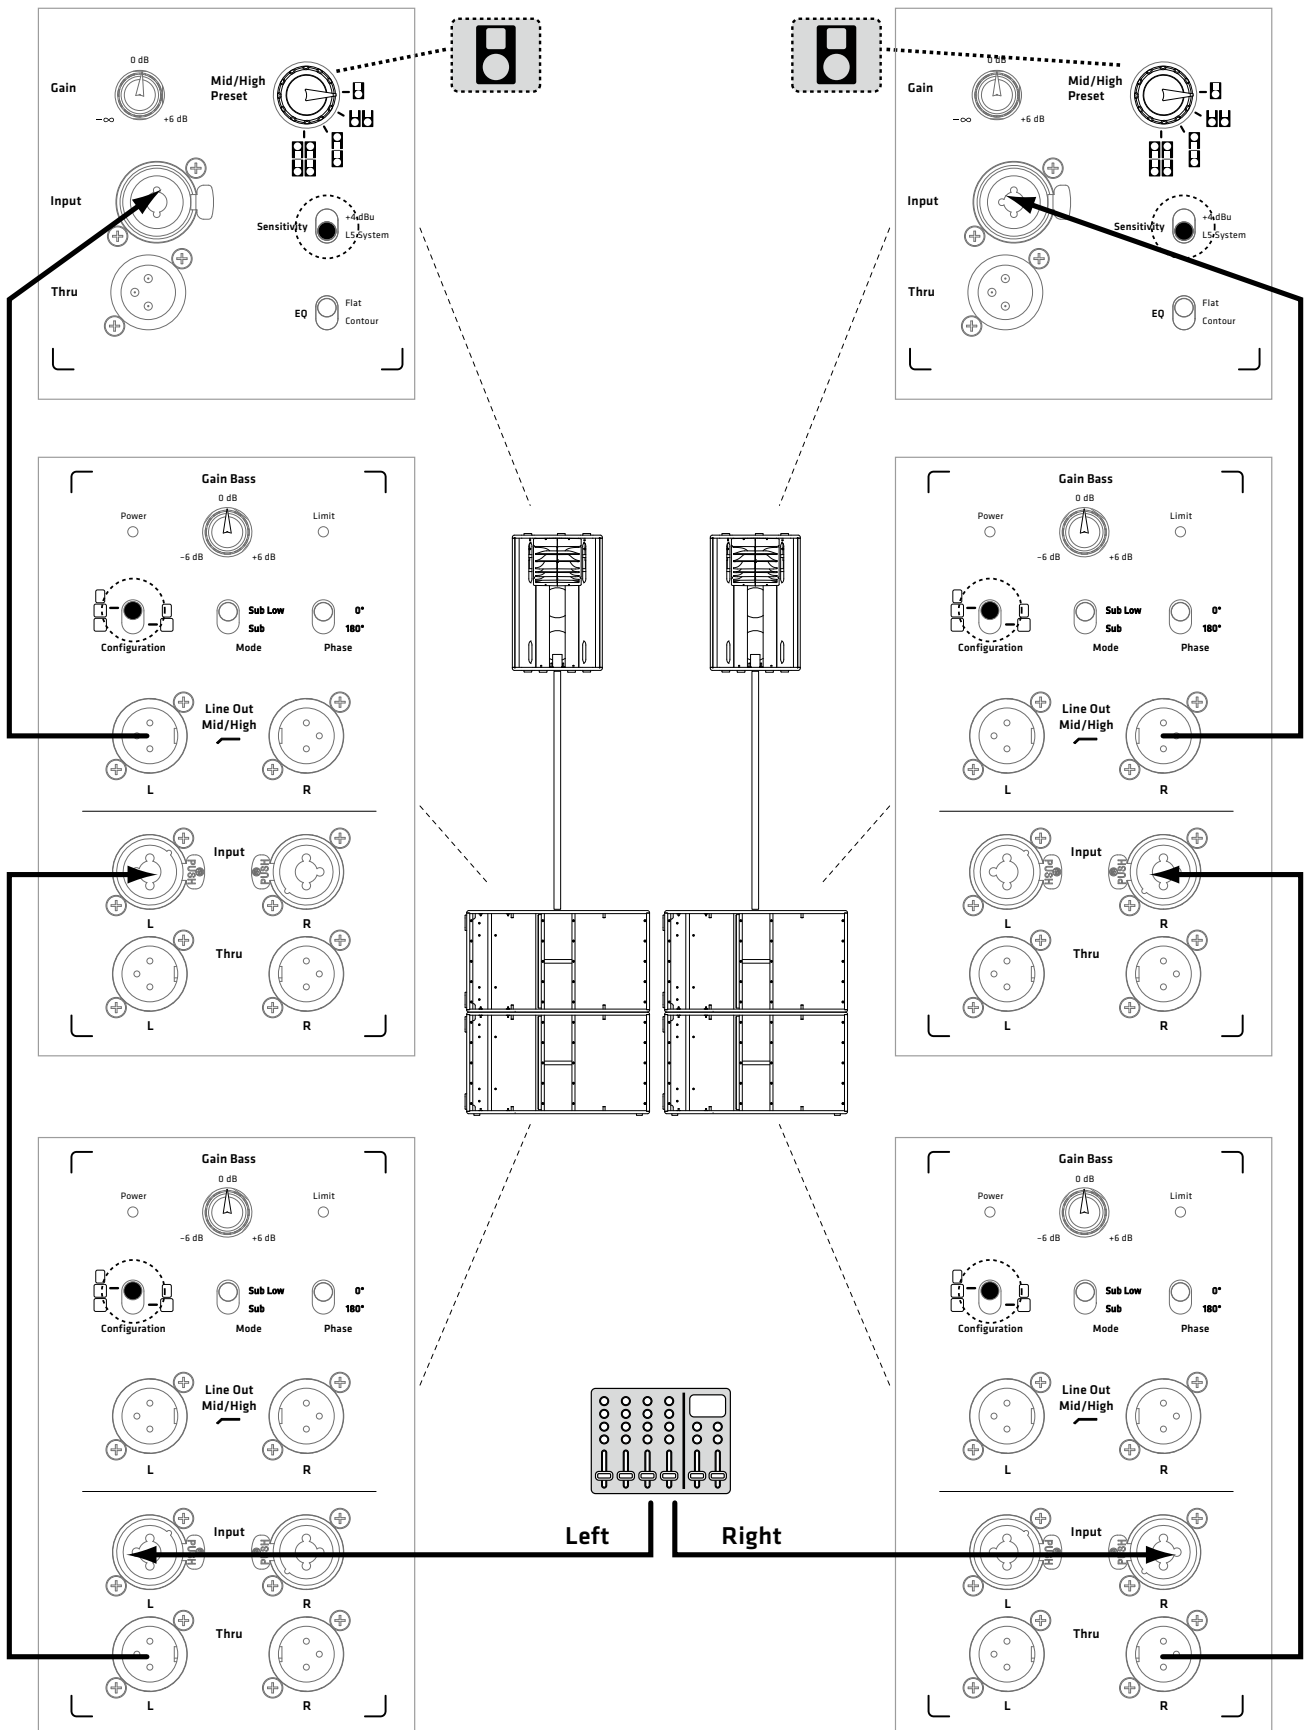 0 dB
Gain
−∞
+6 dB
Mid/High
Preset
Input
Sensitivity
+4 dBu
LS System
Thru
EQ
Flat
Contour
0 dB
Gain
−∞
+6 dB
Mid/High
Preset
Input
Sensitivity
+4 dBu
LS System
Thru
EQ
Flat
Contour
Gain Bass
0 dB
Power
Limit
−6 dB
+6 dB
Sub Low
Sub
0°
180°
Configuration
Mode
Phase
Line Out
Mid/High
L
R
Input
PUSH
PUSH
L
R
Thru
L
R
Gain Bass
0 dB
Power
Limit
−6 dB
+6 dB
Sub Low
Sub
0°
180°
Configuration
Mode
Phase
Line Out
Mid/High
L
R
Input
PUSH
PUSH
L
R
Thru
L
R
Gain Bass
0 dB
Power
Limit
−6 dB
+6 dB
Sub Low
Sub
0°
180°
Configuration
Mode
Phase
Line Out
Mid/High
L
R
Input
PUSH
PUSH
L
R
Thru
L
R
Left
Right
Gain Bass
0 dB
Power
Limit
−6 dB
+6 dB
Sub Low
Sub
0°
180°
Configuration
Mode
Phase
Line Out
Mid/High
L
R
Input
PUSH
PUSH
L
R
Thru
L
R